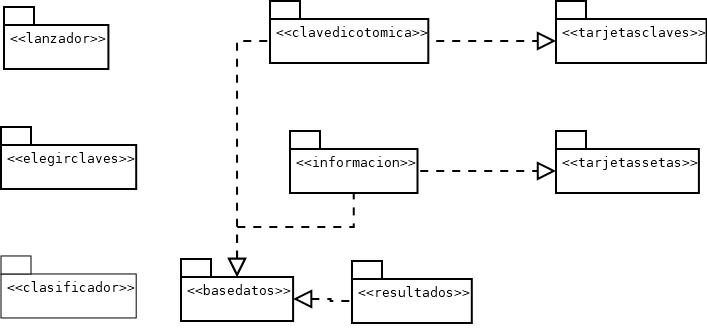 <<lanzador>>
<<clavedicotomica>>
<<tarjetasclaves>>
<<elegirclaves>>
<<informacion>>
<<tarjetassetas>>
<<clasificador>>
<<basedatos>>
<<resultados>>